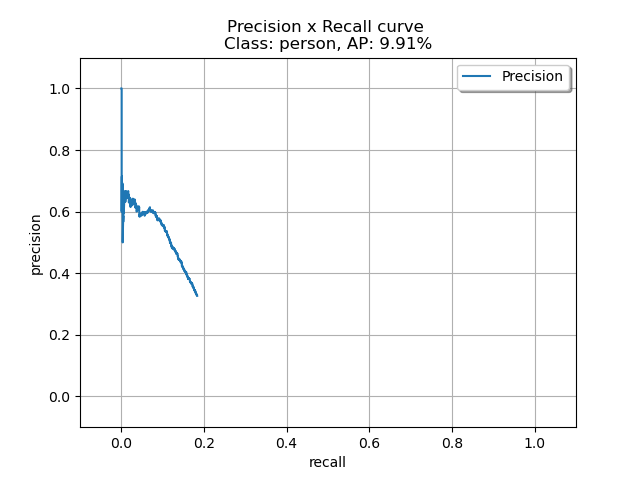 Precision x Recall curve
Class: person, AP: 9.91%
Precision
1.0
0.8
0.6
0.4
0.2
0.0
precision
0.0 0.2 0.4 0.6 0.8 1.0
recall